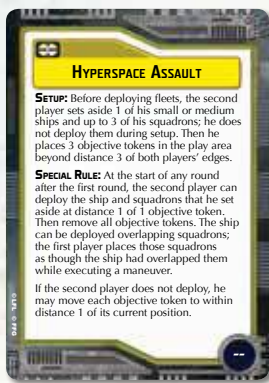 HYPERSPACE ASSAULT
SETUP: Before deploying fleets, the second
player sets aside 1 of his small or medium
ships and up to 3 of his squadrons; he does
not deploy them during setup. Then he
places 3 objective tokens in the play area
beyond distance 3 of both players' edges.
SPECIAL RULE: At the start of any round
after the first round, the second player can
deploy the ship and squadrons that he set
aside at distance 1 of 1 objective token.
Then remove all objective tokens. The ship
can be deployed overlapping squadrons;
the first player places those squadrons
as though the ship had overlapped them
while executing a maneuver.
If the second player does not deploy, he
may move each objective token to within
distance 1 of its current position.
©LFL ©FFG
--